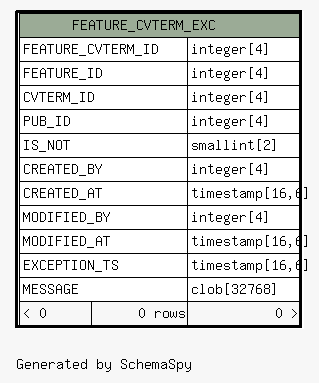 FEATURE_CVTERM_EXC
FEATURE_CVTERM_ID integer[4]
FEATURE_ID integer[4]
CVTERM_ID integer[4]
PUB_ID integer[4]
IS_NOT smallint[2]
CREATED_BY integer[4]
CREATED_AT timestamp[16,6]
MODIFIED_BY integer[4]
MODIFIED_AT timestamp[16,6]
EXCEPTION_TS timestamp[16,6]
MESSAGE clob[32768]
< 0 0 rows 0 >
Generated by SchemaSpy